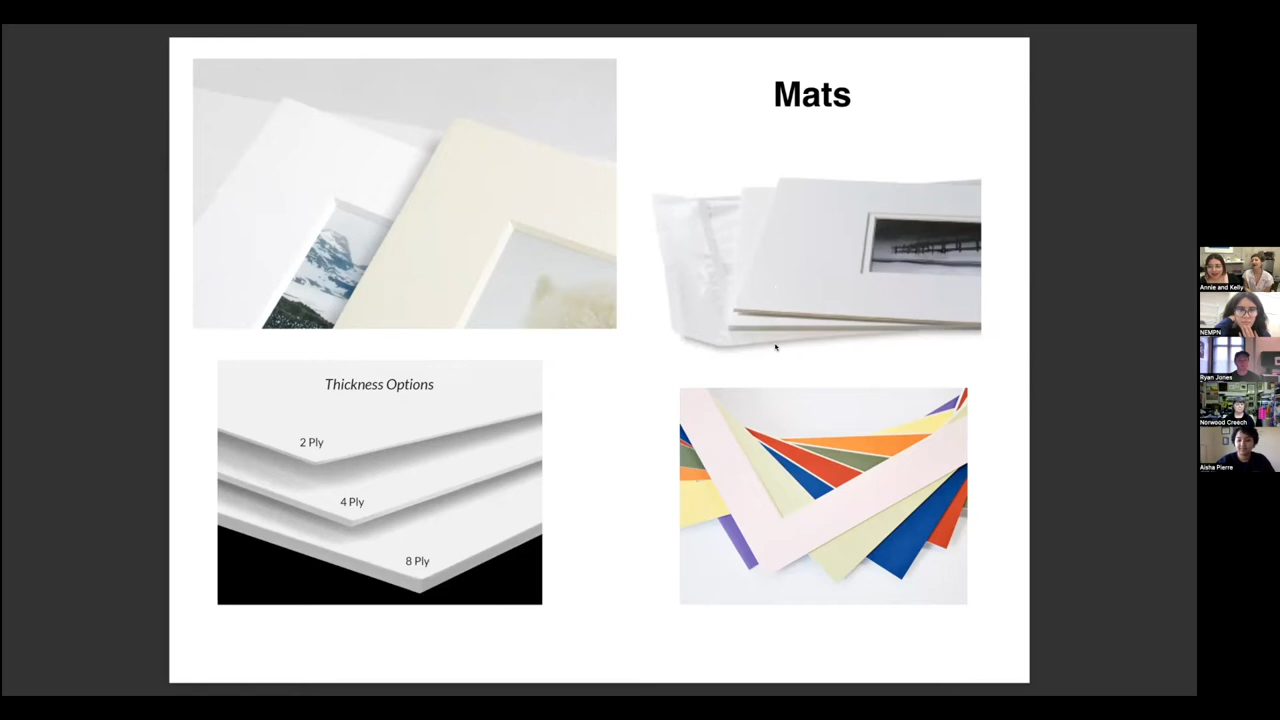 Mats
Thickness Options
2 Ply
4 Ply
8 Ply
Annie and Kelly
NEMPN
Ryan Jones
Norwood Creech
Aisha Pierre